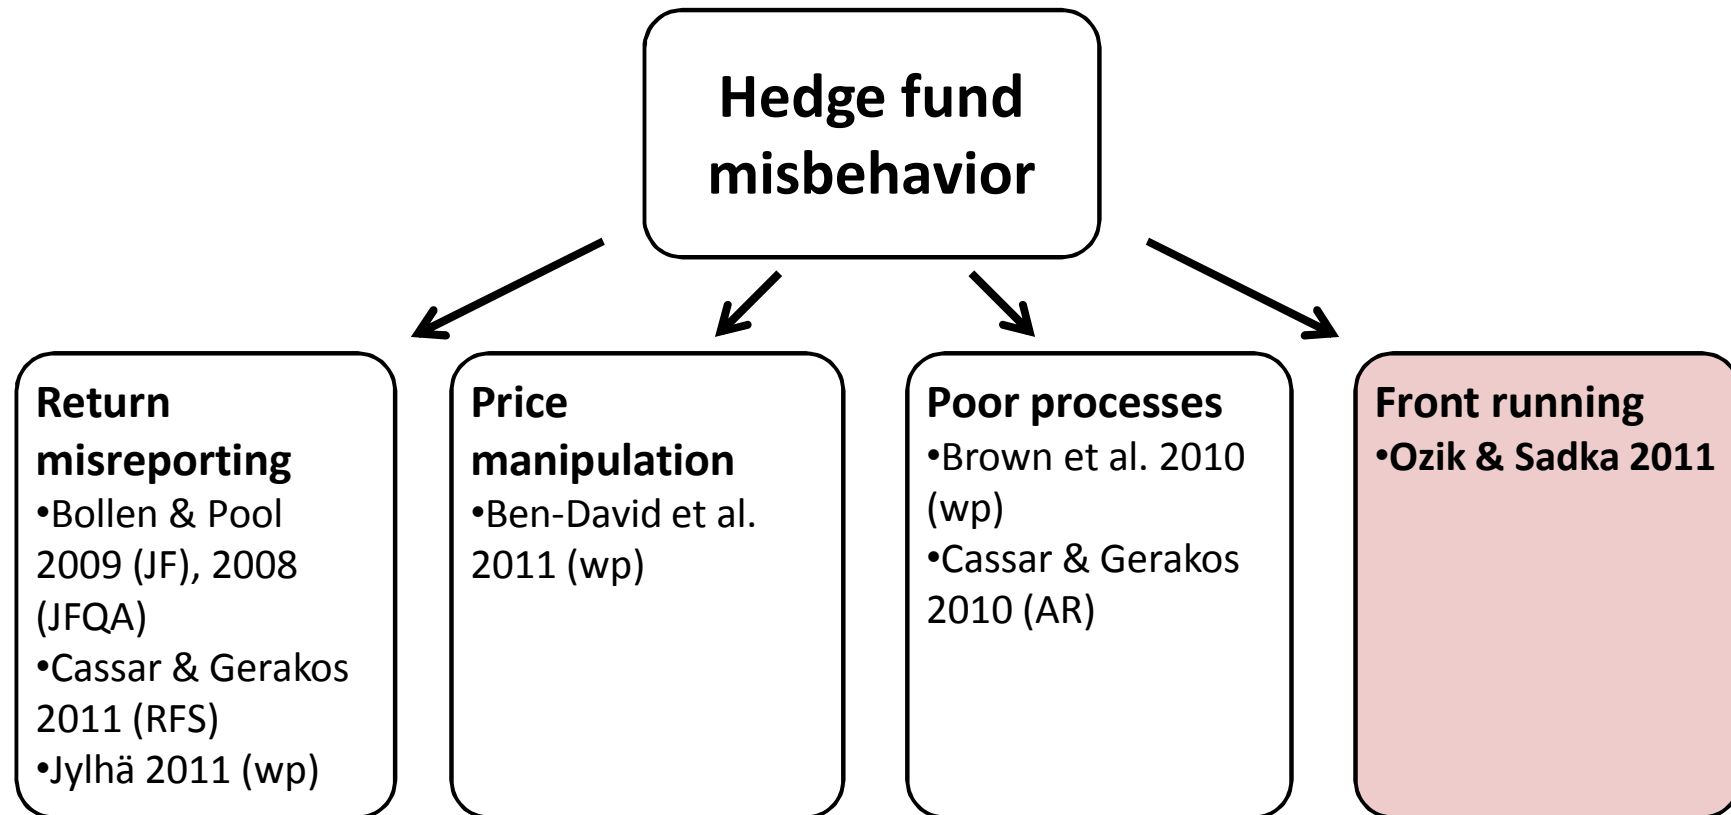 Hedge fund
misbehavior
Return
misreporting
•Bollen & Pool
2009 (JF), 2008
(JFQA)
•Cassar & Gerakos
2011 (RFS)
•Jylhä 2011 (wp)
Price
manipulation
•Ben-David et al.
2011 (wp)
Poor processes
•Brown et al. 2010
(wp)
•Cassar & Gerakos
2010 (AR)
Front running
•Ozik & Sadka 2011